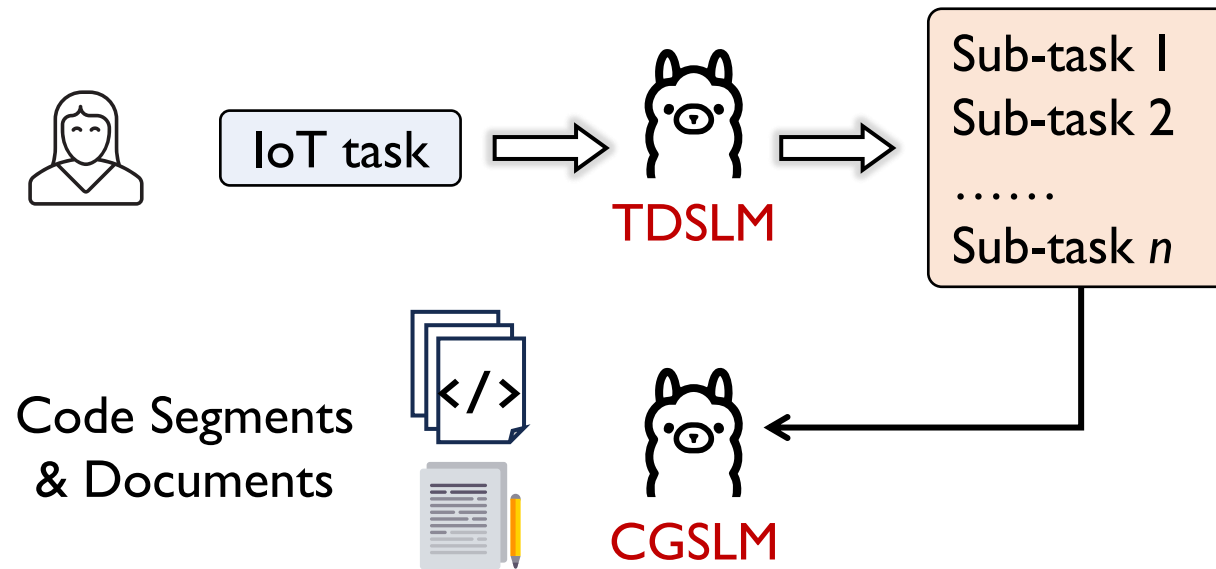 IoT task
TDSLM
Sub-task 1
Sub-task 2
......
Sub-task n
Code Segments
& Documents
</>
CGSLM